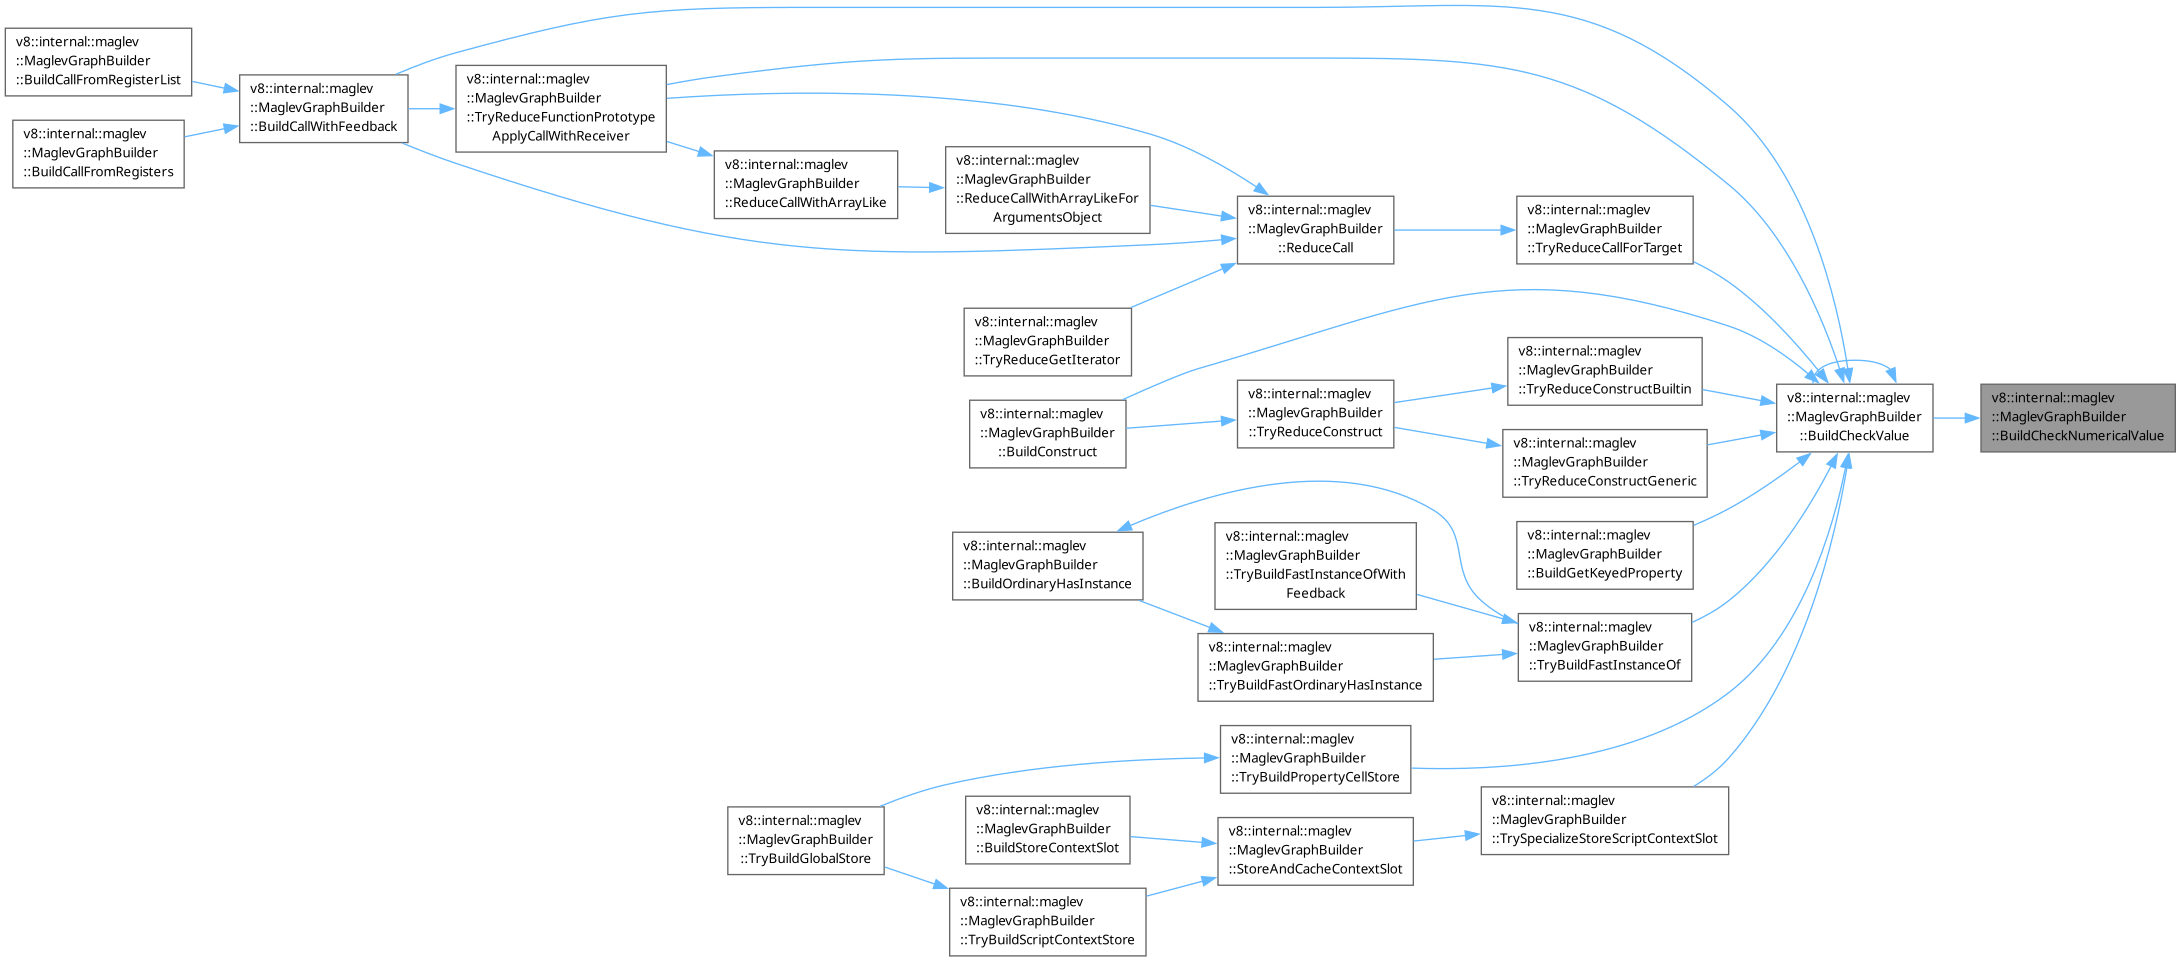 v8::internal::maglev
::MaglevGraphBuilder
::BuildCallFromRegisterList
v8::internal::maglev
::MaglevGraphBuilder
::BuildCallFromRegisters
v8::internal::maglev
::MaglevGraphBuilder
::BuildCallWithFeedback
v8::internal::maglev
::MaglevGraphBuilder
::TryReduceFunctionPrototype
ApplyCallWithReceiver
v8::internal::maglev
::MaglevGraphBuilder
::ReduceCallWithArrayLike
v8::internal::maglev
::MaglevGraphBuilder
::ReduceCallWithArrayLikeFor
ArgumentsObject
v8::internal::maglev
::MaglevGraphBuilder
::ReduceCall
v8::internal::maglev
::MaglevGraphBuilder
::TryReduceCallForTarget
v8::internal::maglev
::MaglevGraphBuilder
::TryReduceGetIterator
v8::internal::maglev
::MaglevGraphBuilder
::BuildConstruct
v8::internal::maglev
::MaglevGraphBuilder
::TryReduceConstruct
v8::internal::maglev
::MaglevGraphBuilder
::TryReduceConstructBuiltin
v8::internal::maglev
::MaglevGraphBuilder
::TryReduceConstructGeneric
v8::internal::maglev
::MaglevGraphBuilder
::BuildCheckValue
v8::internal::maglev
::MaglevGraphBuilder
::BuildCheckNumericalValue
v8::internal::maglev
::MaglevGraphBuilder
::BuildGetKeyedProperty
v8::internal::maglev
::MaglevGraphBuilder
::BuildOrdinaryHasInstance
v8::internal::maglev
::MaglevGraphBuilder
::TryBuildFastInstanceOfWith
Feedback
v8::internal::maglev
::MaglevGraphBuilder
::TryBuildFastOrdinaryHasInstance
v8::internal::maglev
::MaglevGraphBuilder
::TryBuildFastInstanceOf
v8::internal::maglev
::MaglevGraphBuilder
::TryBuildPropertyCellStore
v8::internal::maglev
::MaglevGraphBuilder
::TryBuildGlobalStore
v8::internal::maglev
::MaglevGraphBuilder
::BuildStoreContextSlot
v8::internal::maglev
::MaglevGraphBuilder
::StoreAndCacheContextSlot
v8::internal::maglev
::MaglevGraphBuilder
::TrySpecializeStoreScriptContextSlot
v8::internal::maglev
::MaglevGraphBuilder
::TryBuildScriptContextStore